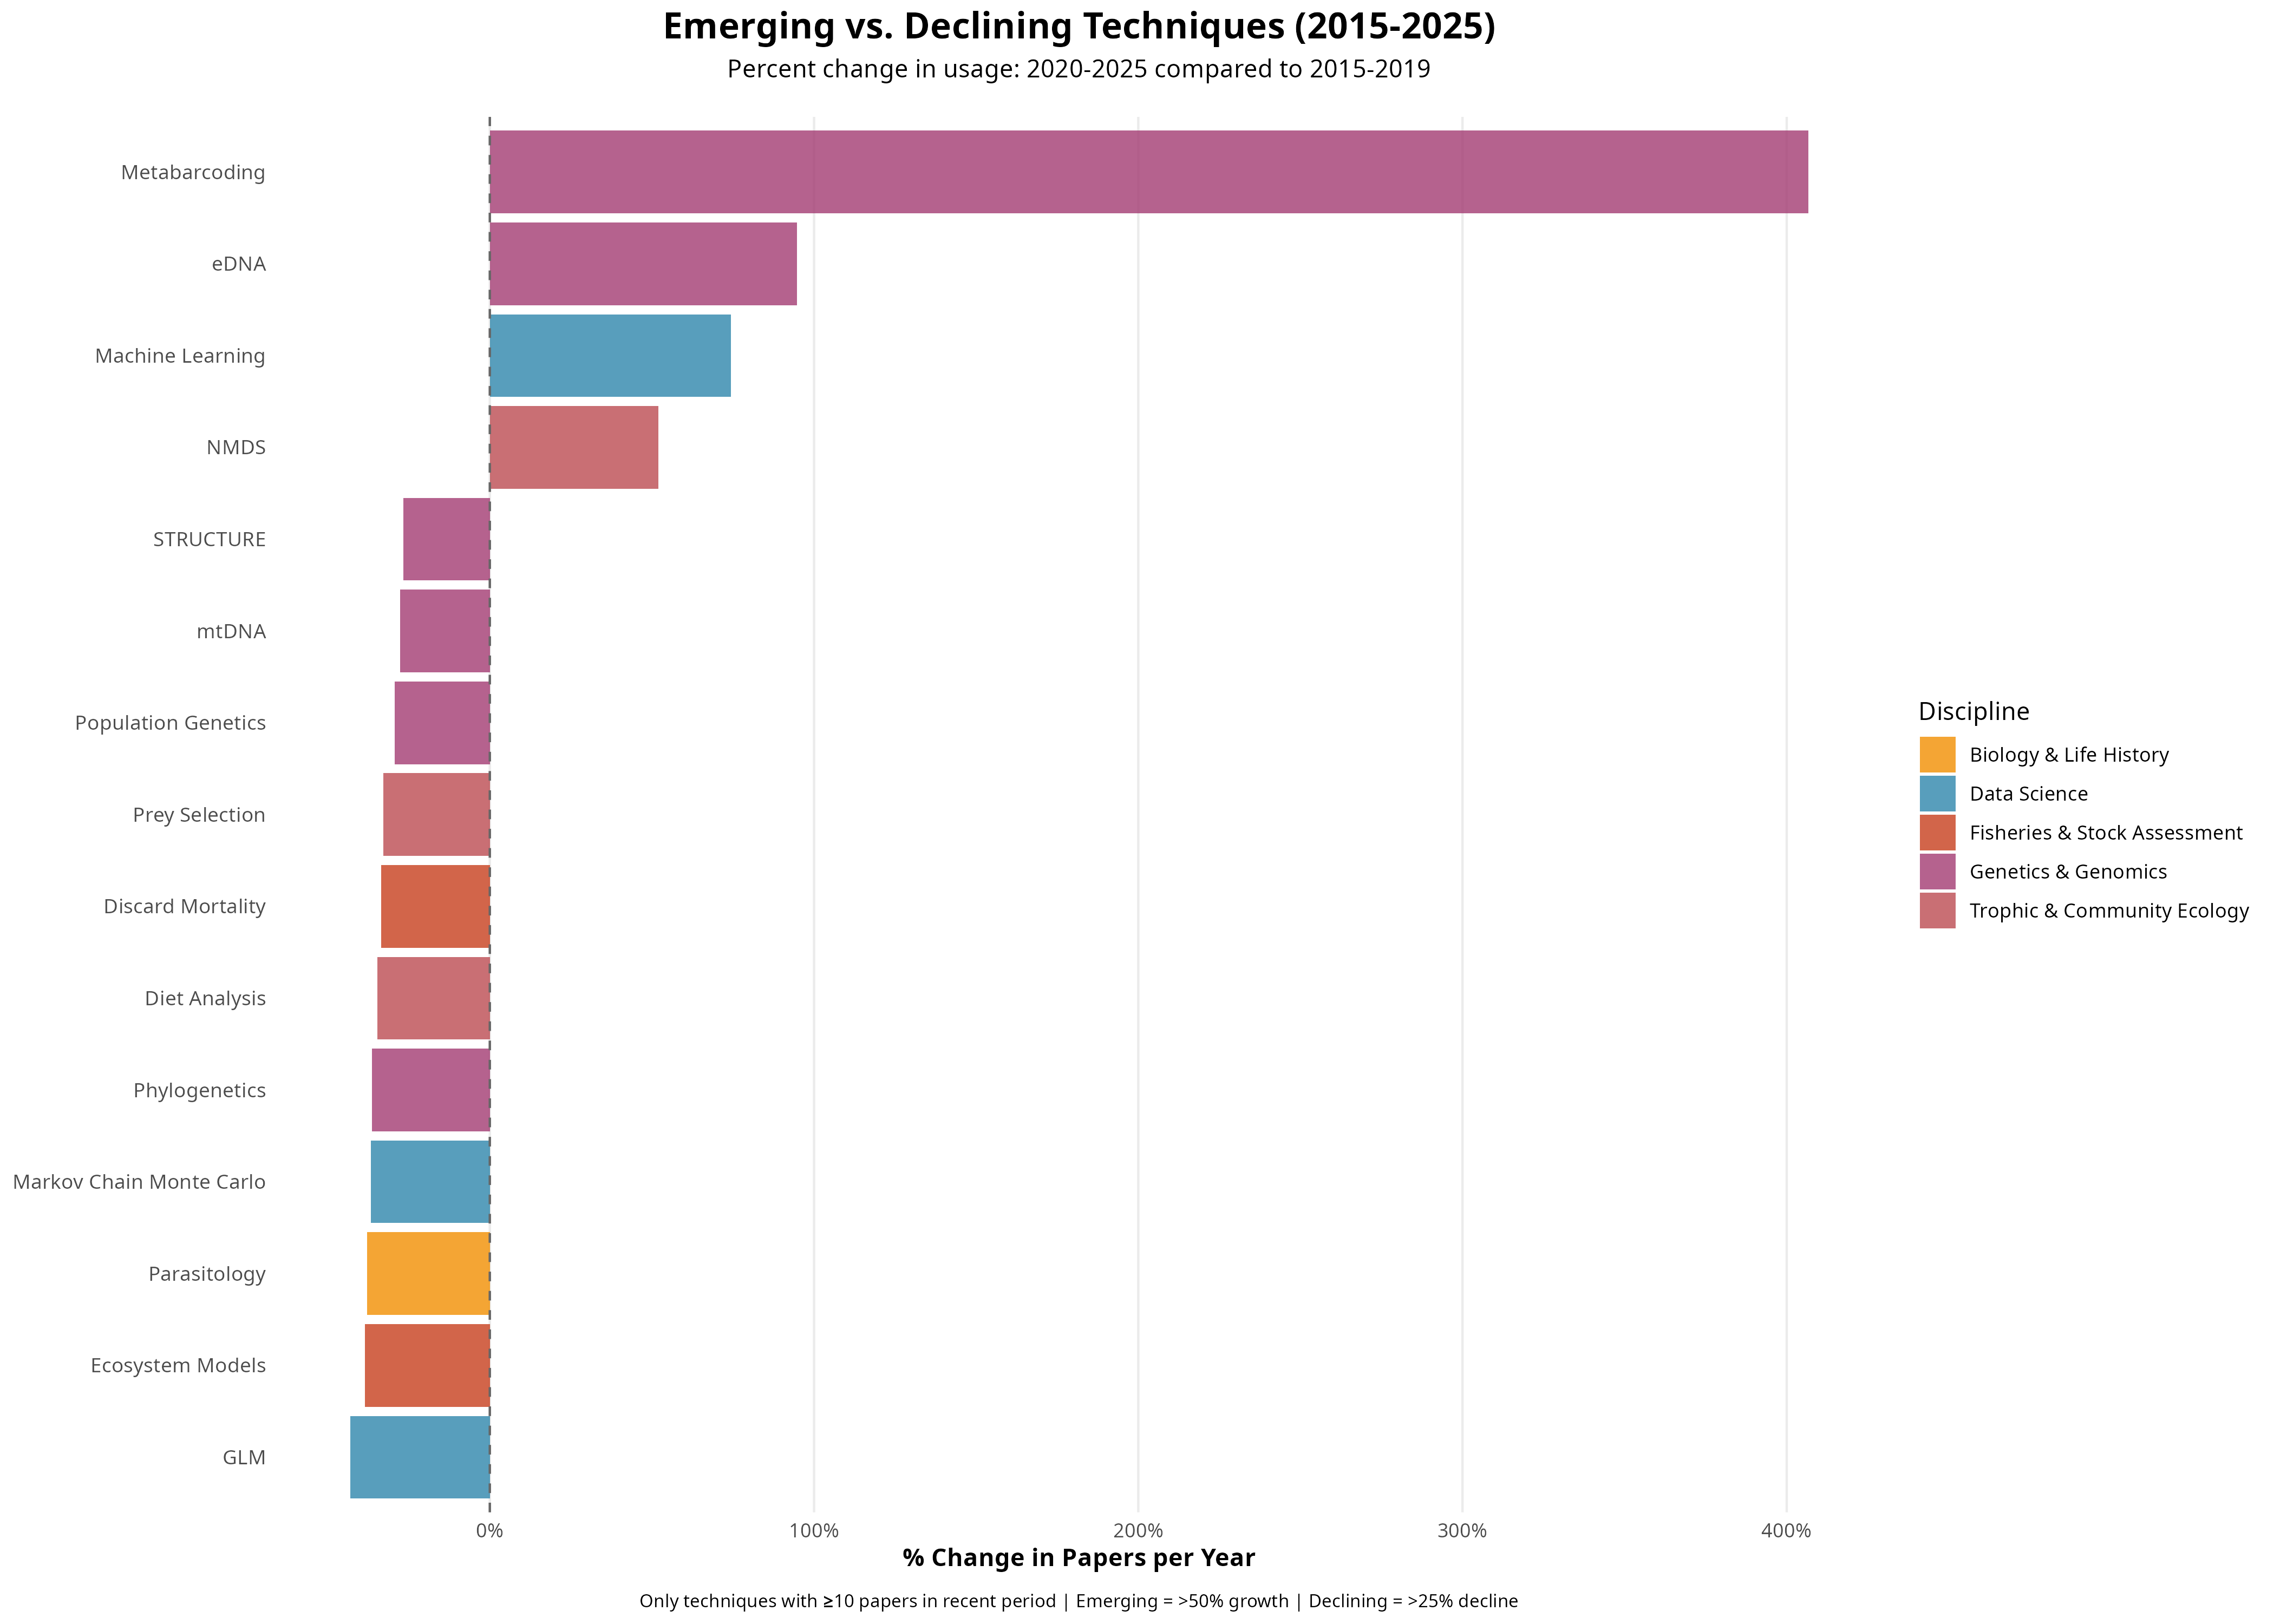 Emerging vs. Declining Techniques (2015-2025)
Percent change in usage: 2020-2025 compared to 2015-2019
Metabarcoding
eDNA
Machine Learning
NMDS
STRUCTURE
mtDNA
Population Genetics
Prey Selection
Discard Mortality
Diet Analysis
Phylogenetics
Markov Chain Monte Carlo
Parasitology
Ecosystem Models
GLM
0% 100% 200% 300% 400%
% Change in Papers per Year
Only techniques with ≥10 papers in recent period | Emerging = >50% growth | Declining = >25% decline
Discipline
Biology & Life History
Data Science
Fisheries & Stock Assessment
Genetics & Genomics
Trophic & Community Ecology